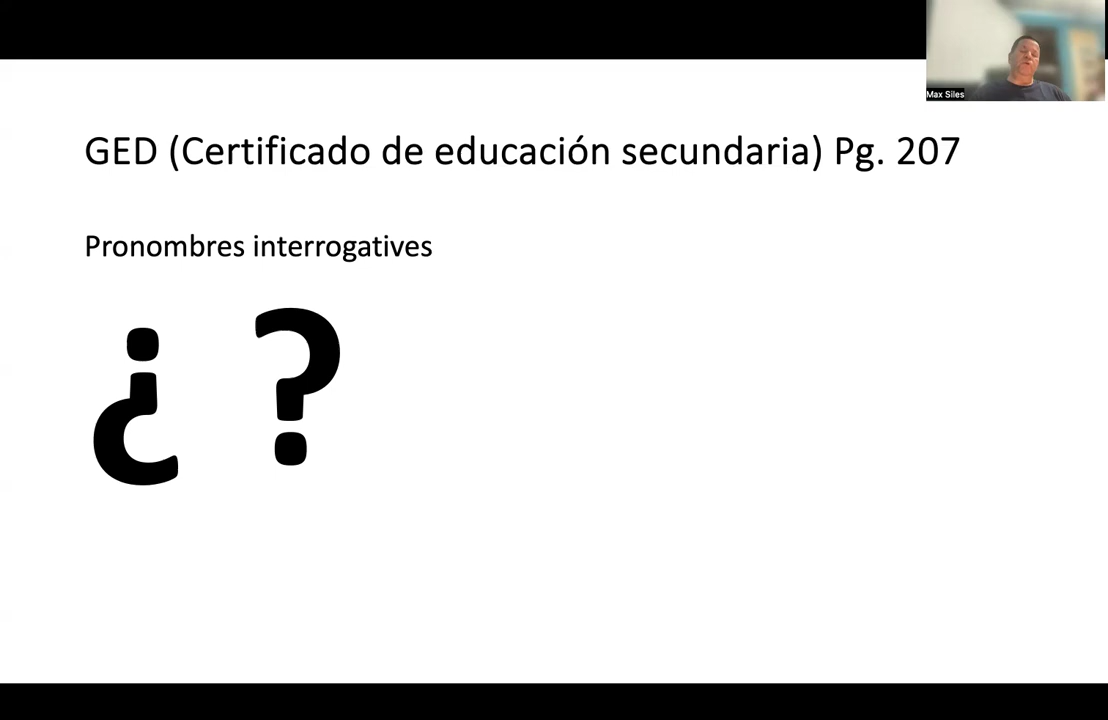 Max Siles
GED (Certificado de educación secundaria) Pg. 207
Pronombres interrogatives
¿ ?